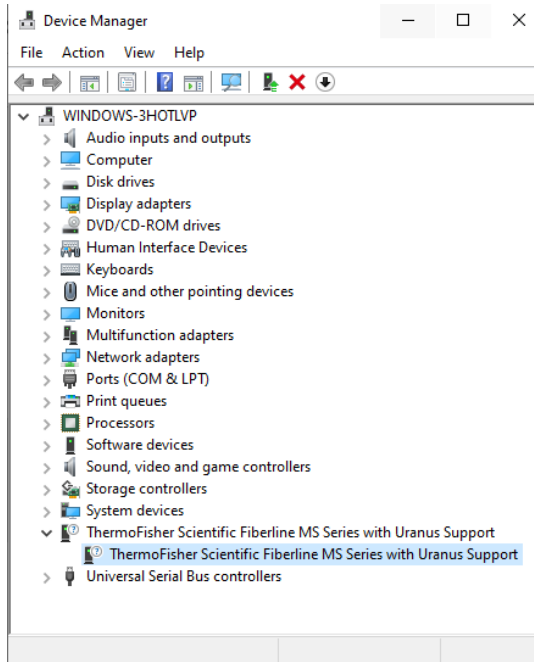 Device Manager
File Action View Help
WINDOWS-3HOTLVP
Audio inputs and outputs
Computer
Disk drives
Display adapters
DVD/CD-ROM drives
Human Interface Devices
Keyboards
Mice and other pointing devices
Monitors
Multifunction adapters
Network adapters
Ports (COM & LPT)
Print queues
Processors
Software devices
Sound, video and game controllers
Storage controllers
System devices
ThermoFisher Scientific Fiberline MS Series with Uranus Support
ThermoFisher Scientific Fiberline MS Series with Uranus Support
Universal Serial Bus controllers